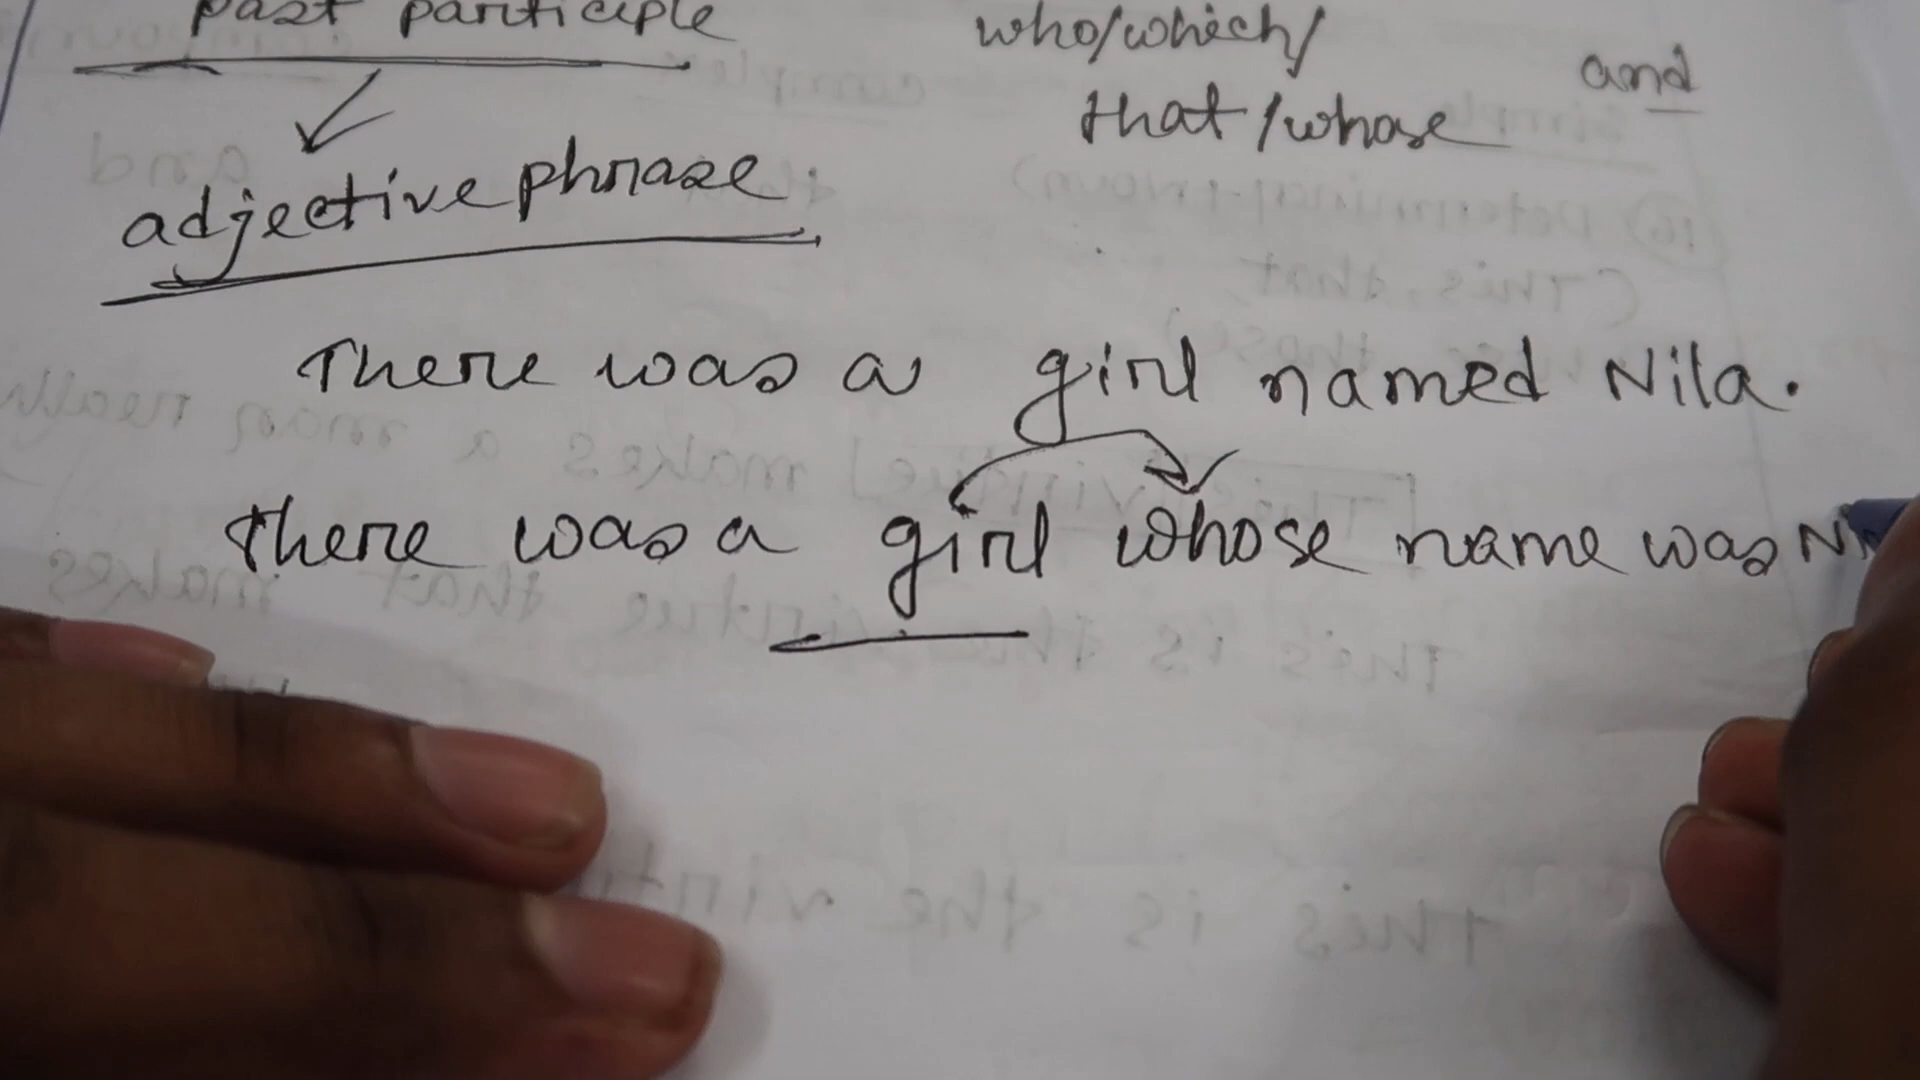 past participle
who/which/
that/whose
and
adjective phrase
There was a girl named Nila.
there was a girl whose name was